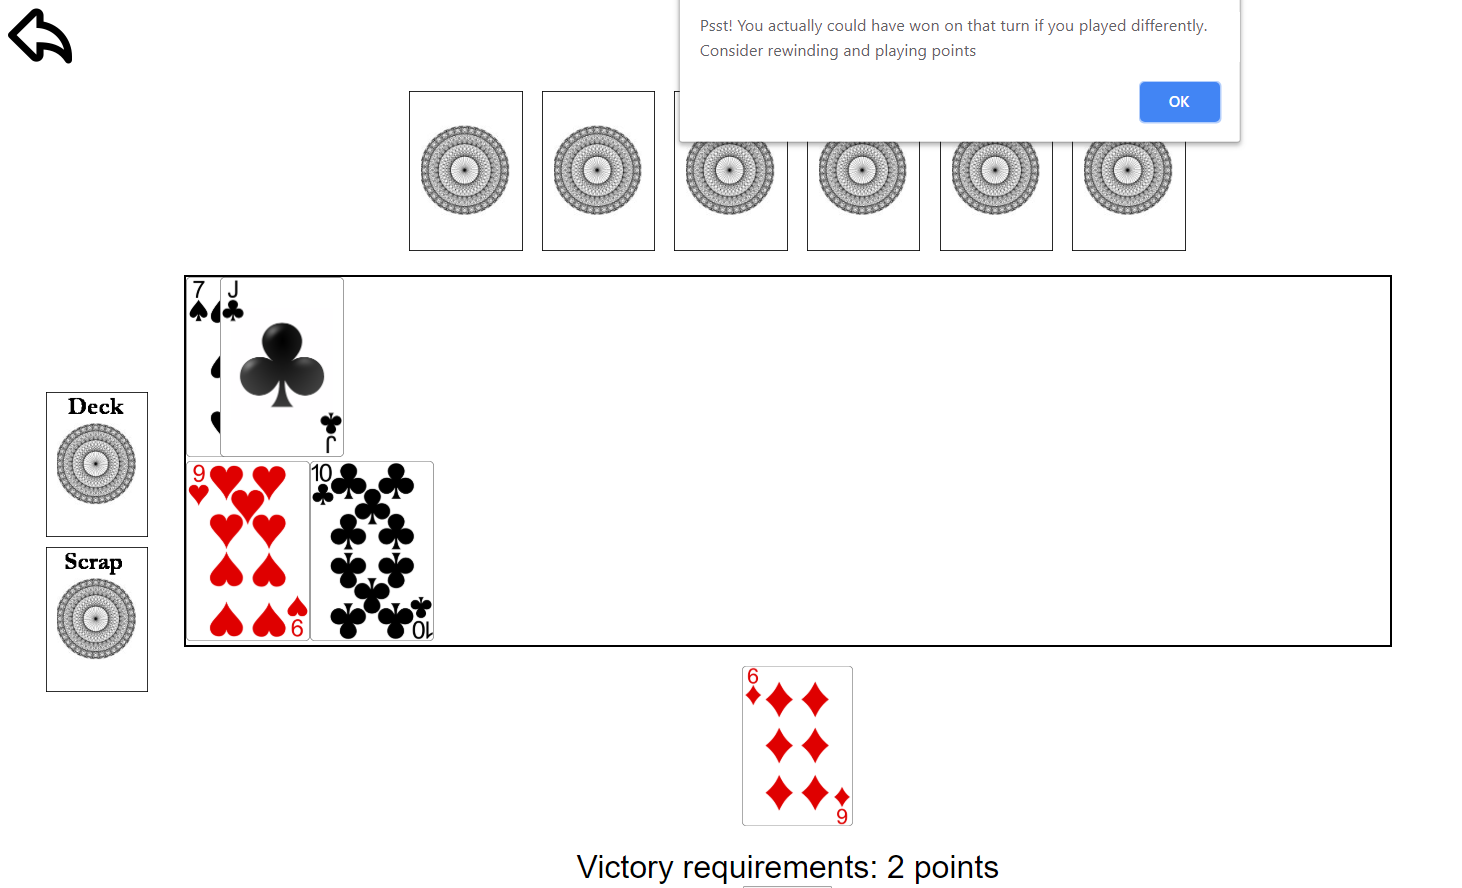 Psst! You actually could have won on that turn if you played differently.
Consider rewinding and playing points
OK
7
J
J
Deck
9
10
9
10
Scrap
6
6
Victory requirements: 2 points